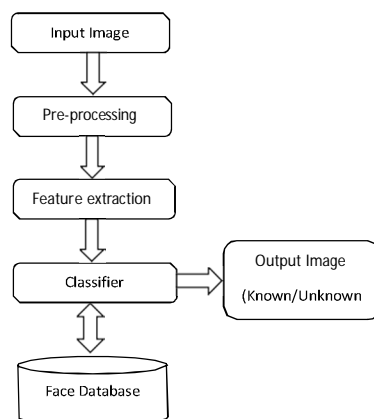 Input Image
Pre-processing
Feature extraction
Classifier
Output Image
(Known/Unknown
Face Database